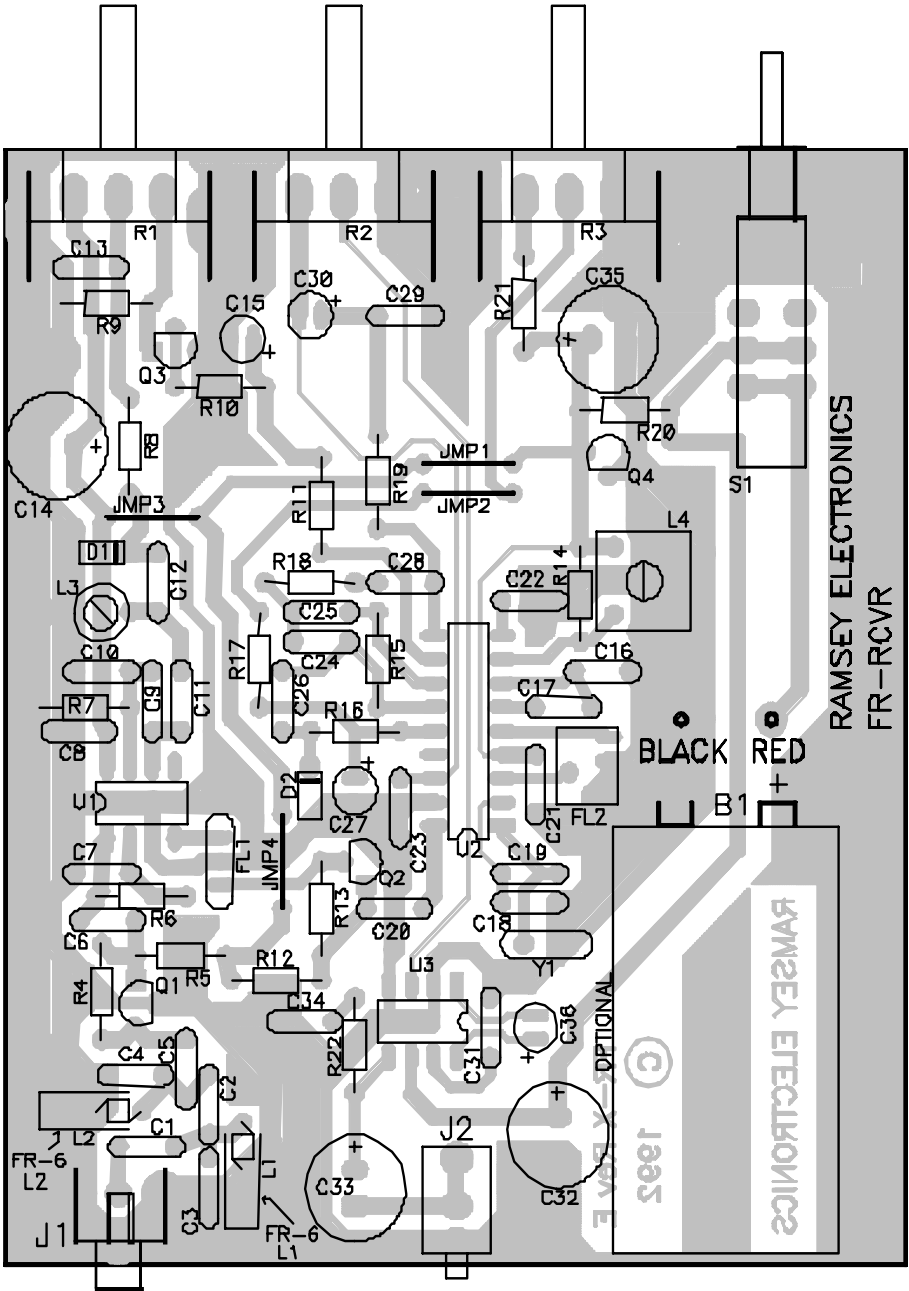 R1
R2
R3
C13
R9
C15
Q3
R10
C30
+
C29
R21
C35
+
+
C14
+
R8
JMP3
R11
R19
JMP1
JMP2
R20
Q4
S1
L4
D1
L3
C12
R18
C28
C22
R14
C25
C24
R17
R15
C26
C10
C9
C11
R7
C8
R16
C16
C17
BLACK
RED
+
RAMSEY ELECTRONICS
FR-RCVR
U1
D2
+
C27
C23
C21
FL2
B1
C7
FL1
JMP4
Q2
R13
C19
C20
C18
Y1
R6
C6
R5
R4
Q1
R12
C34
U3
R22
C31
+
C36
OPTIONAL
C5
C4
C2
L2
FR-6
L2
C1
L1
C3
FR-6
L1
J1
+
C33
J2
+
C32
RAMSEY ELECTRONICS
©
1992